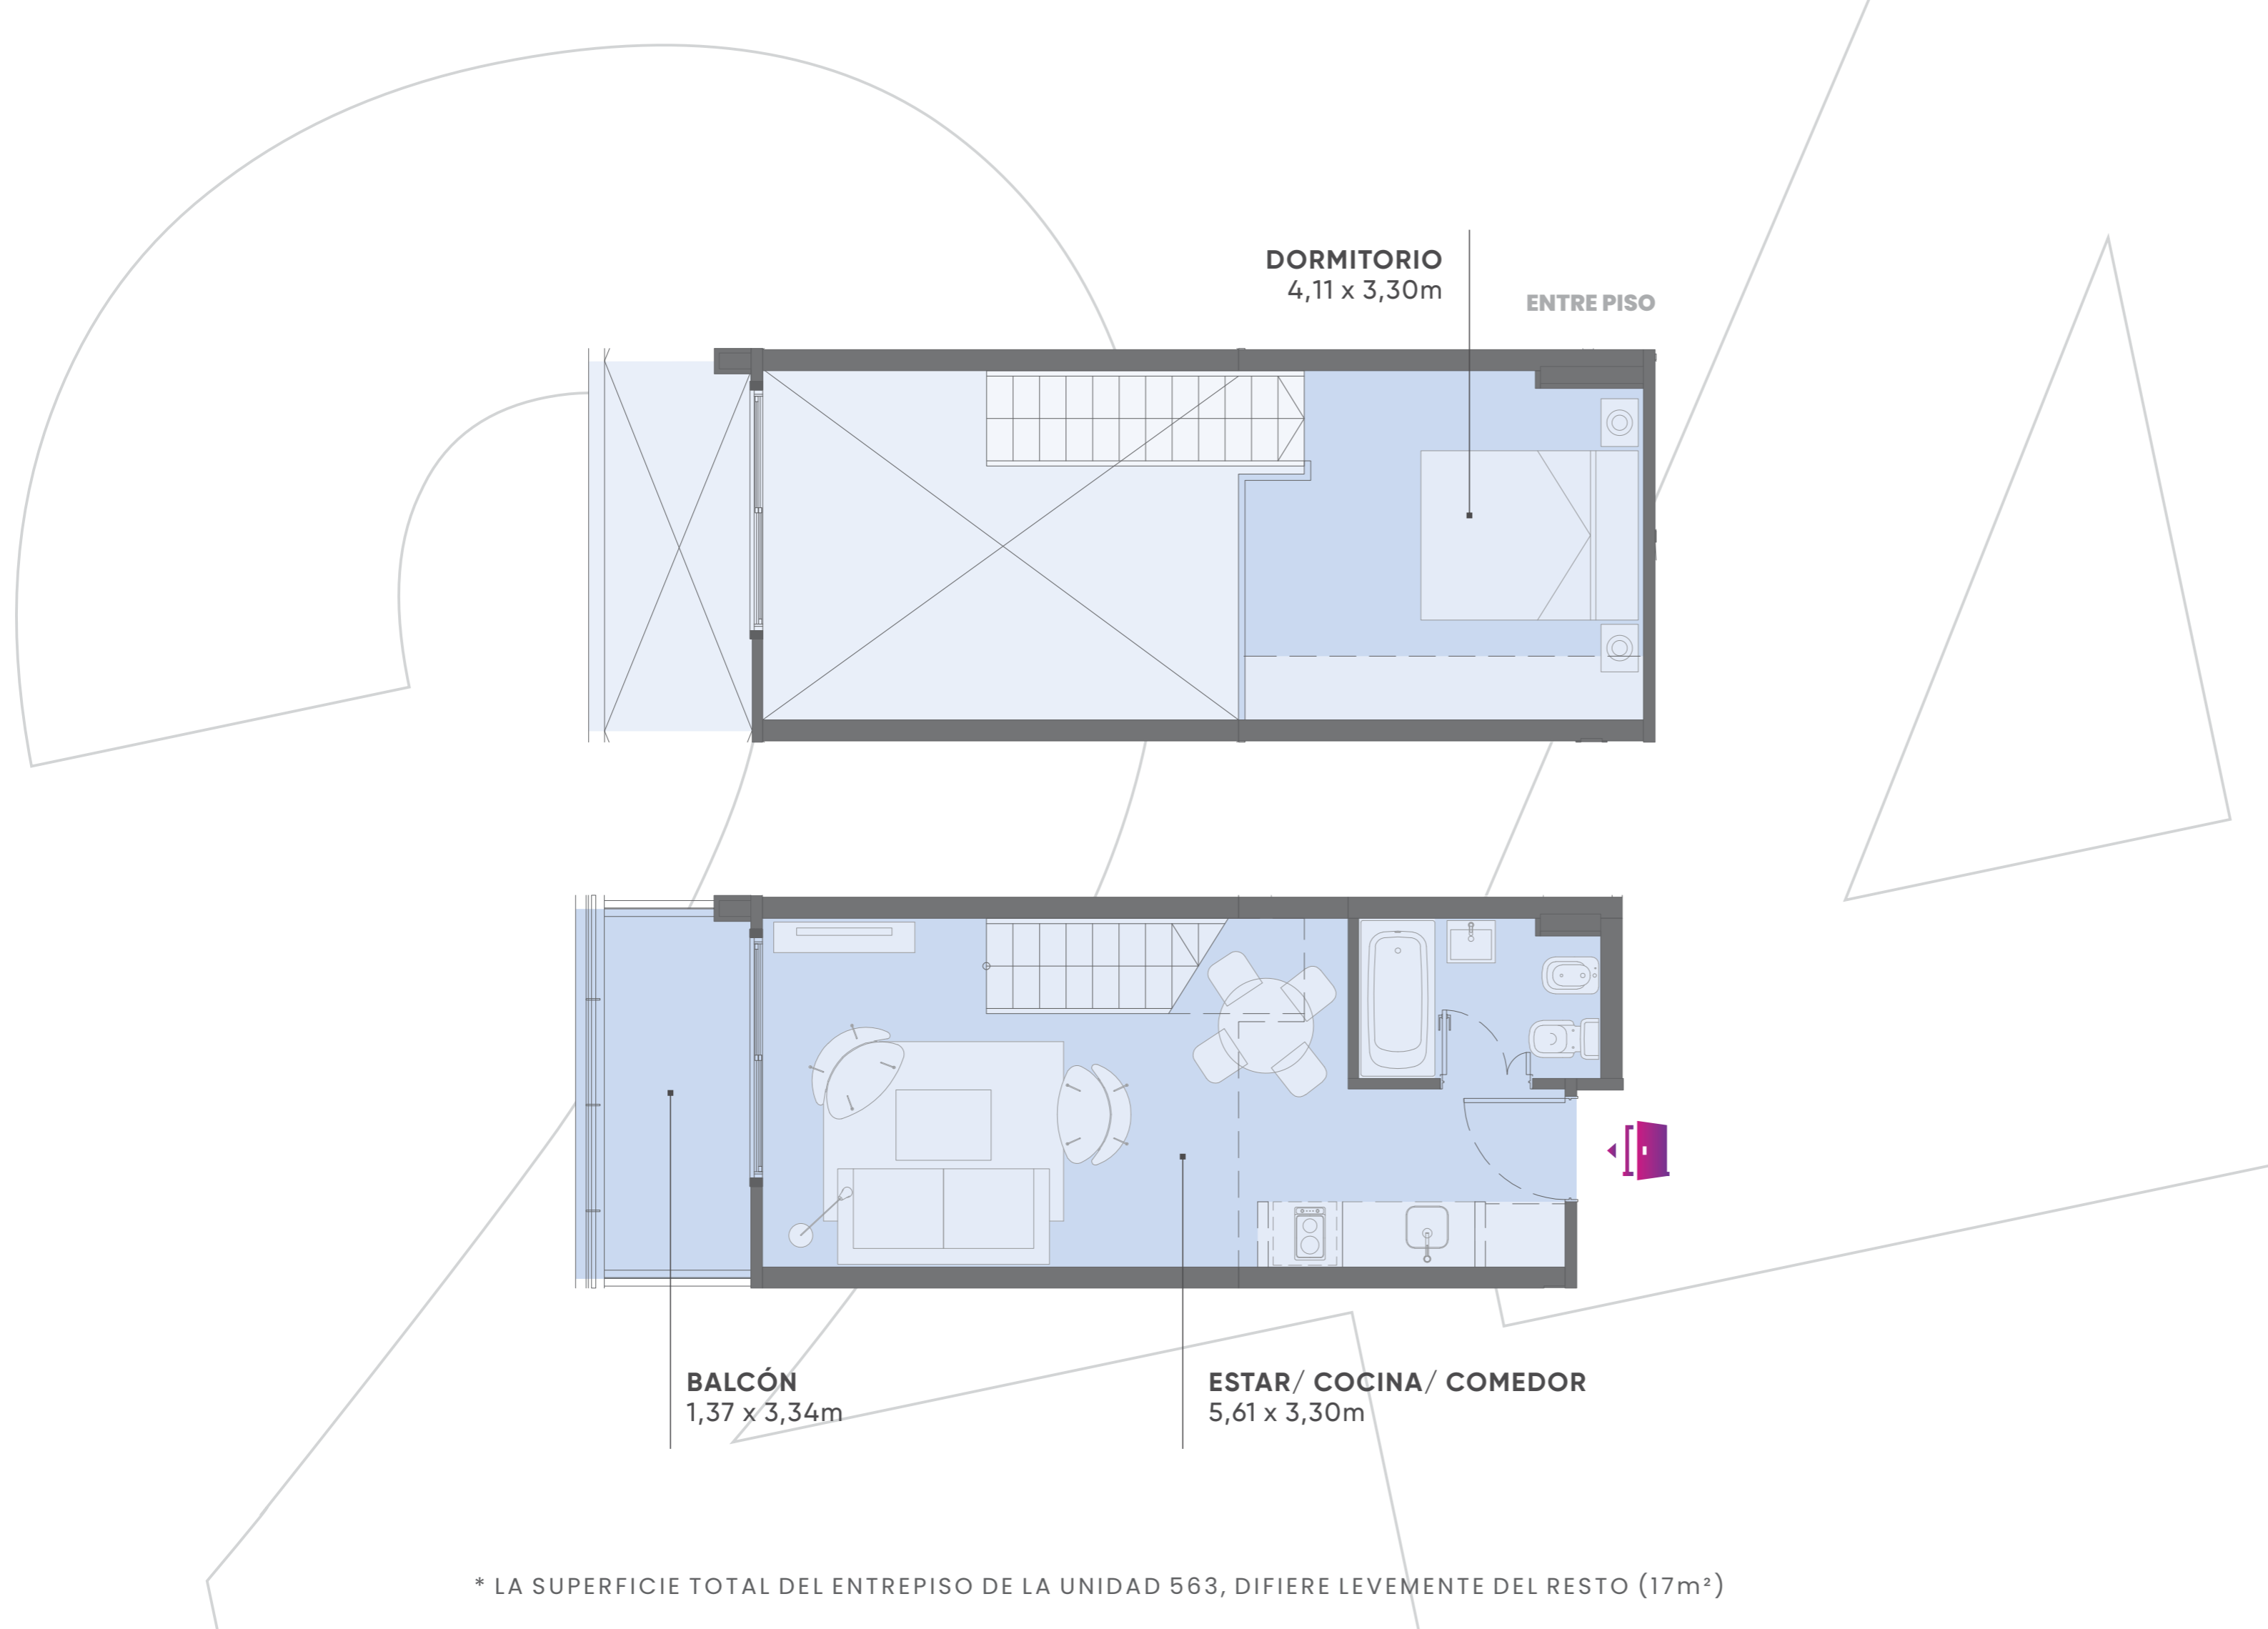 DORMITORIO
4,11 x 3,30m
ENTRE PISO
BALCÓN
1,37 x 3,34m
ESTAR/ COCINA/ COMEDOR
5,61 x 3,30m
* LA SUPERFICIE TOTAL DEL ENTREPISO DE LA UNIDAD 563, DIFIERE LEVEMENTE DEL RESTO (17m²)